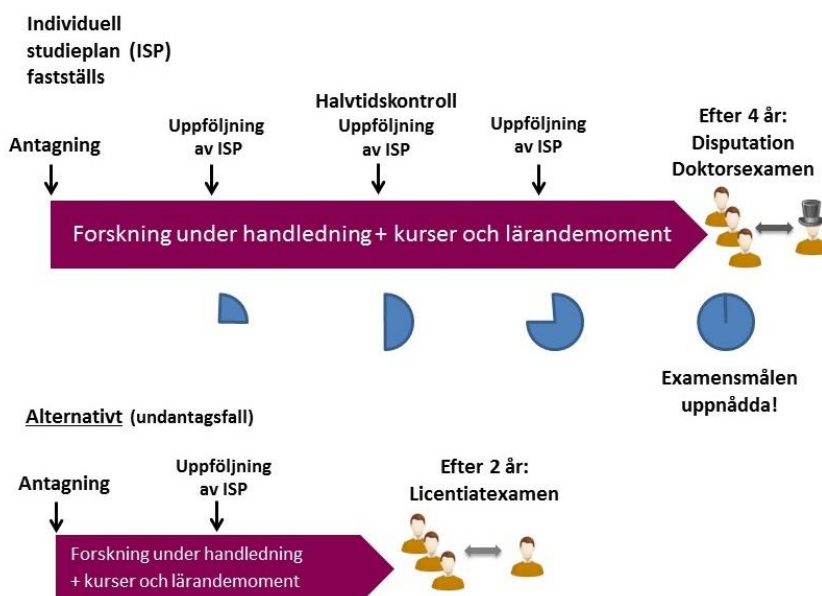 Individuell
studieplan (ISP)
fastställs
Antagning
Uppföljning
av ISP
Halvtidskontroll
Uppföljning
av ISP
Uppföljning
av ISP
Efter 4 år:
Disputation
Doktorsexamen
Forskning under handledning + kurser och lärandemoment
Examensmålen
uppnådda!
Alternativt (undantagsfall)
Antagning
Uppföljning
av ISP
Efter 2 år:
Licentiatexamen
Forskning under handledning
+ kurser och lärandemoment